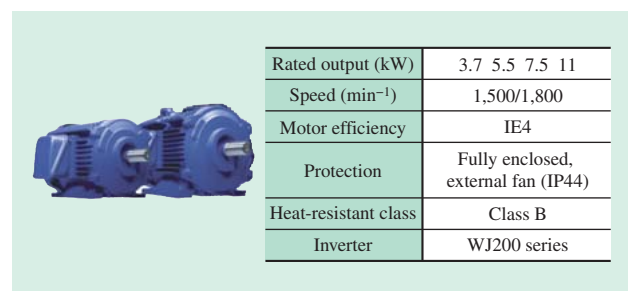 Rated output (kW) 3.7 5.5 7.5 11
Speed (min⁻¹) 1,500/1,800
Motor efficiency IE4
Protection Fully enclosed,
external fan (IP44)
Heat-resistant class Class B
Inverter WJ200 series